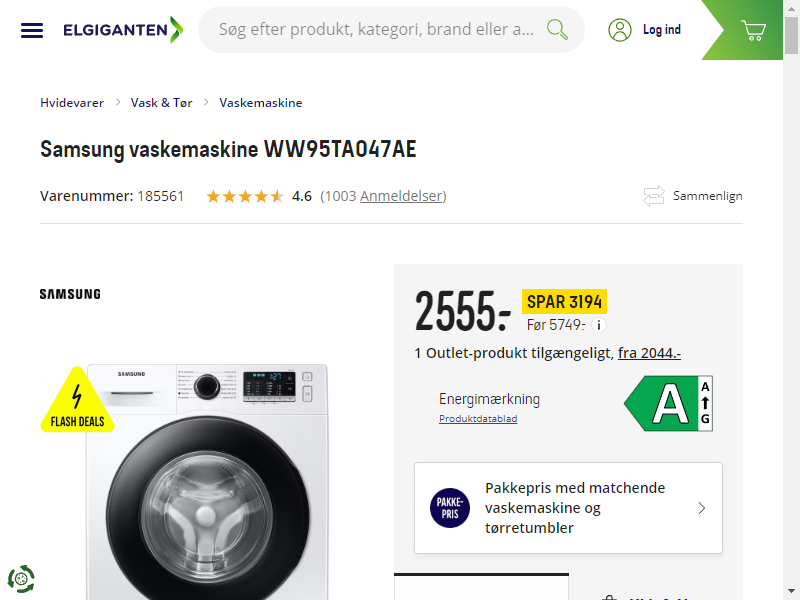 ELGIGANTEN
Søg efter produkt, kategori, brand eller a...
Log ind
Hvidevarer
Vask & Tør
Vaskemaskine
Samsung vaskemaskine WW95TA047AE
Varenummer: 185561
4.6 (1003 Anmeldelser)
Sammenlign
SAMSUNG
2555.-
SPAR 3194
Før 5749.-
1 Outlet-produkt tilgængeligt, fra 2044.-
SAMSUNG
FLASH DEALS
Energimærkning
Produktdatablad
A
A
G
PAKKE-
PRIS
Pakkepris med matchende
vaskemaskine og
tørretumbler